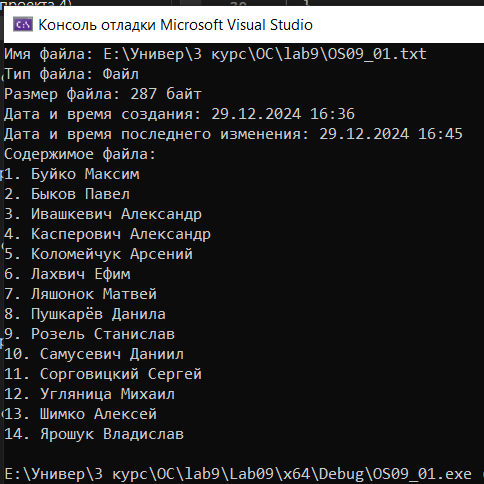 проекта 4)
Консоль отладки Microsoft Visual Studio
Имя файла: E:\Универ\3 курс\ОС\lab9\OS09_01.txt
Тип файла: Файл
Размер файла: 287 байт
Дата и время создания: 29.12.2024 16:36
Дата и время последнего изменения: 29.12.2024 16:45
Содержимое файла:
1. Буйко Максим
2. Быков Павел
3. Ивашкевич Александр
4. Касперович Александр
5. Коломейчук Арсений
6. Лахвич Ефим
7. Ляшонок Матвей
8. Пушкарёв Данила
9. Розель Станислав
10. Самусевич Даниил
11. Сорговицкий Сергей
12. Угляница Михаил
13. Шимко Алексей
14. Ярошук Владислав
E:\Универ\3 курс\ОС\lab9\Lab09\x64\Debug\OS09_01.exe